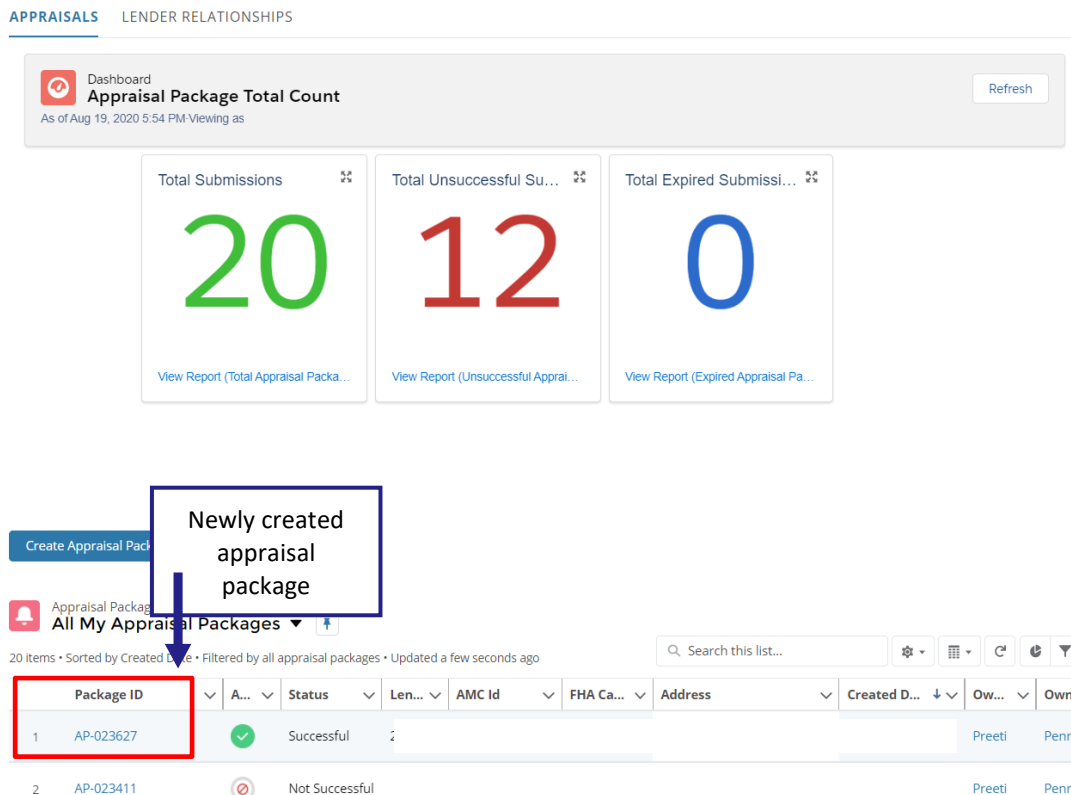 APPRAISALS LENDER RELATIONSHIPS
Dashboard
Appraisal Package Total Count
As of Aug 19, 2020 5:54 PM·Viewing as
Refresh
Total Submissions
20
View Report (Total Appraisal Packa...
Total Unsuccessful Su...
12
View Report (Unsuccessful Apprai...
Total Expired Submissi...
0
View Report (Expired Appraisal Pa...
Newly created
appraisal
package
Create Appraisal Pack
Appraisal Packag
All My Appraisal Packages
20 items • Sorted by Created Date • Filtered by all appraisal packages • Updated a few seconds ago
Search this list...
Package ID A... Status Len... AMC Id FHA Ca... Address Created D... Ow... Own
1 AP-023627 Successful Preeti Penn
2 AP-023411 Not Successful Preeti Penn